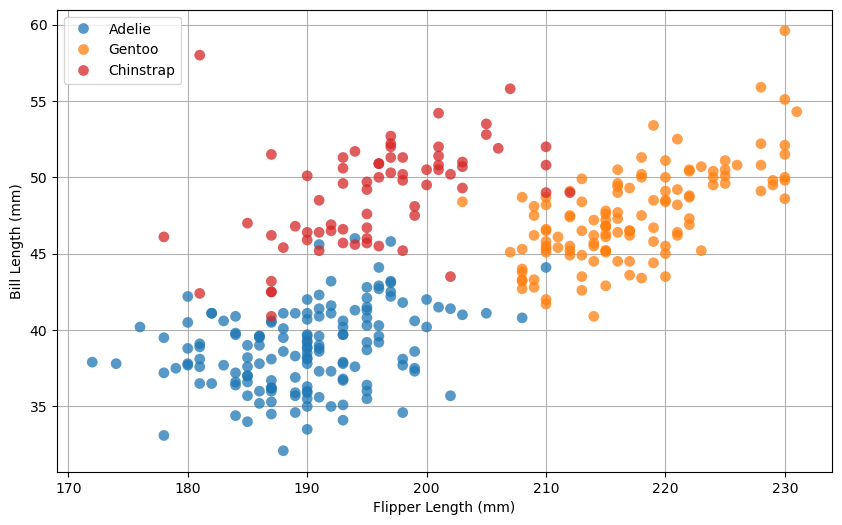 Adelie
Gentoo
Chinstrap
60
55
50
45
40
35
Bill Length (mm)
170 180 190 200 210 220 230
Flipper Length (mm)